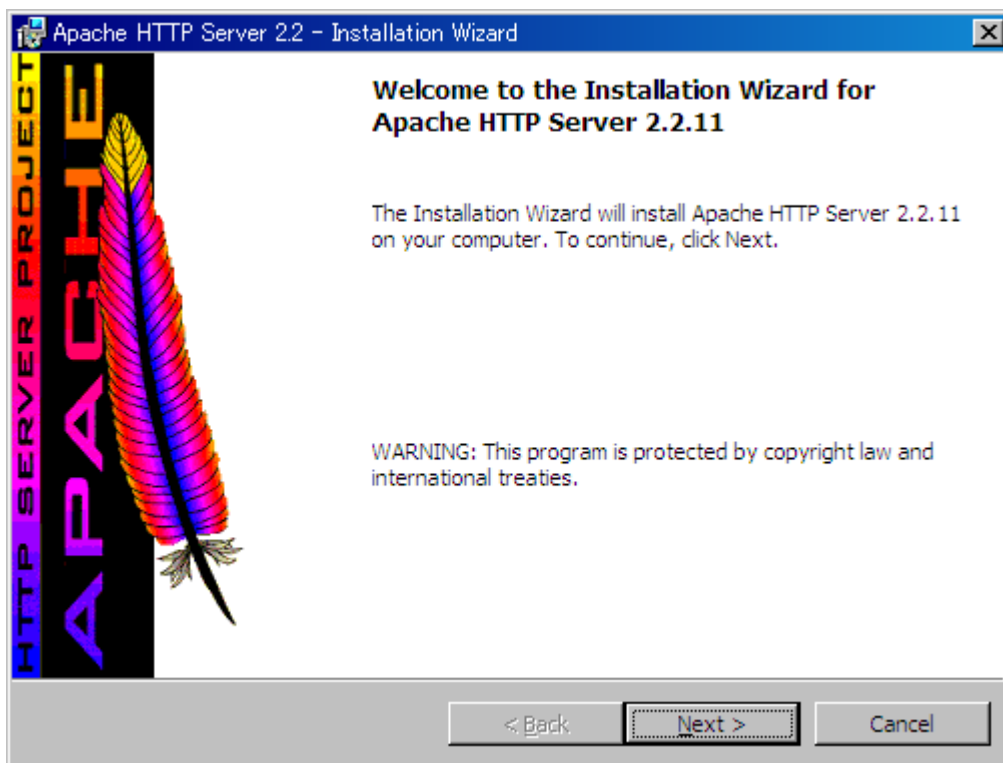 Apache HTTP Server 2.2 - Installation Wizard
HTTP SERVER PROJECT
APACHE
Welcome to the Installation Wizard for
Apache HTTP Server 2.2.11
The Installation Wizard will install Apache HTTP Server 2.2.11
on your computer. To continue, click Next.
WARNING: This program is protected by copyright law and
international treaties.
< Back
Next >
Cancel